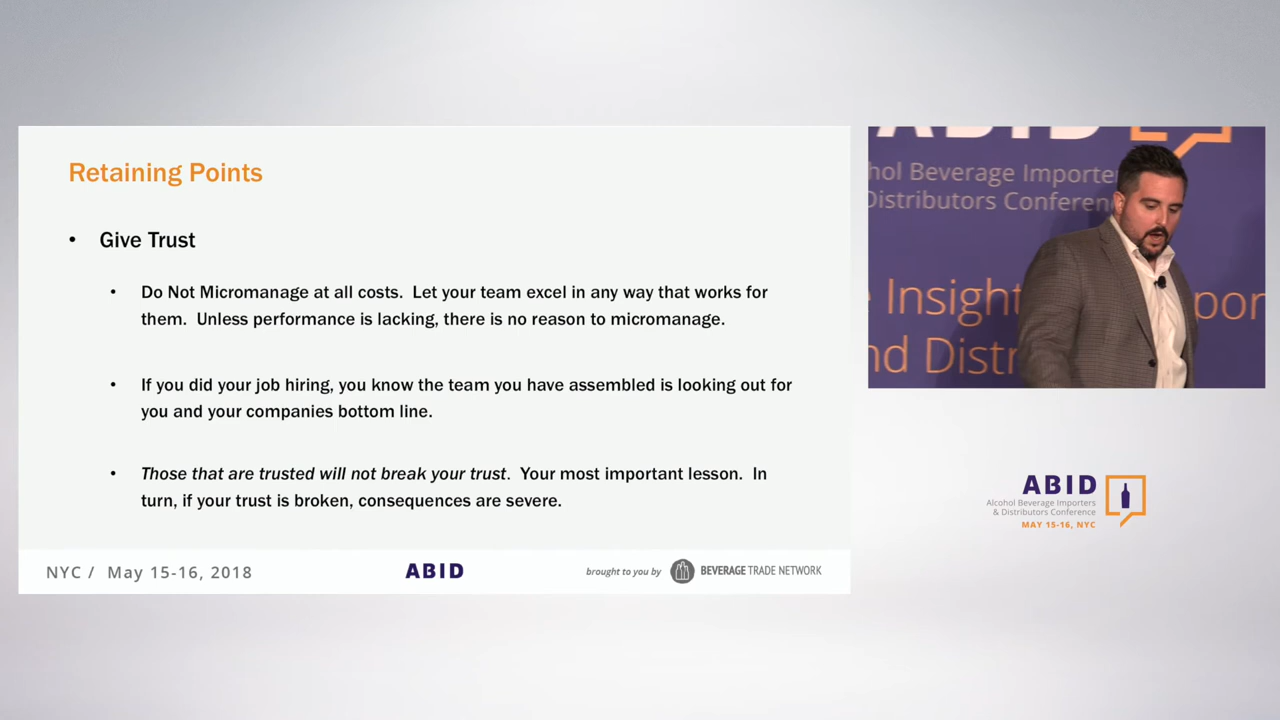 Retaining Points
• Give Trust
• Do Not Micromanage at all costs. Let your team excel in any way that works for
them. Unless performance is lacking, there is no reason to micromanage.
• If you did your job hiring, you know the team you have assembled is looking out for
you and your companies bottom line.
• Those that are trusted will not break your trust. Your most important lesson. In
turn, if your trust is broken, consequences are severe.
NYC / May 15-16, 2018
ABID
brought to you by
BEVERAGE TRADE NETWORK
ABID
hol Beverage Importe
Distributors Conferenc
e Insight
por
nd Distr
ABID
Alcohol Beverage Importers
& Distributors Conference
MAY 15-16, NYC